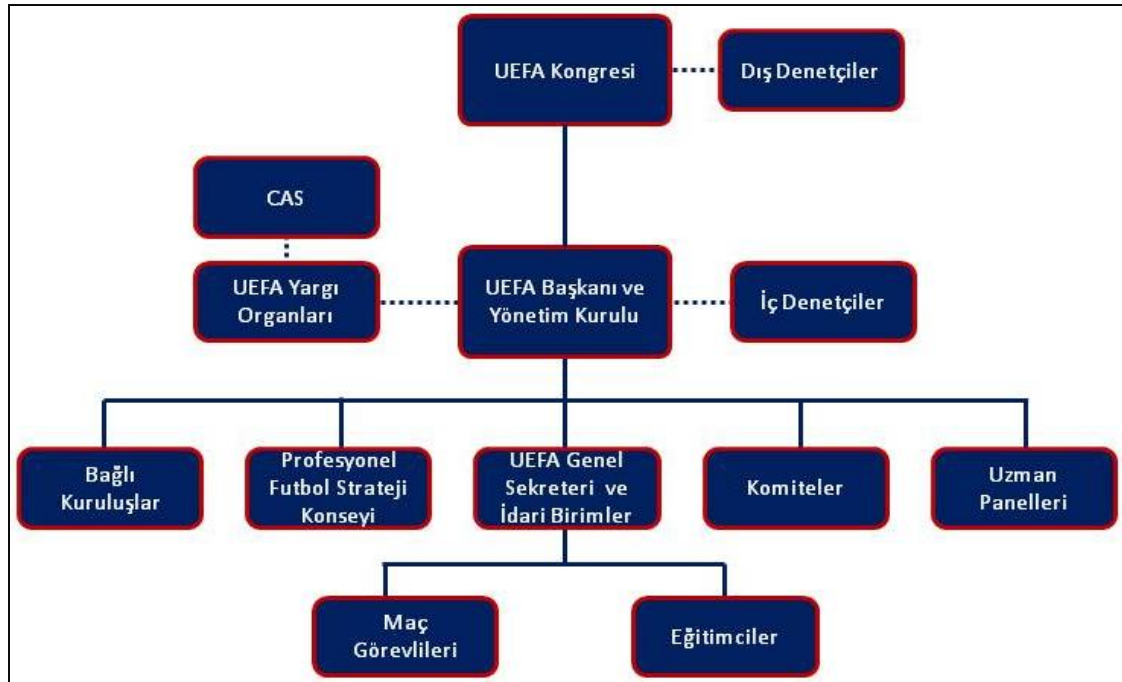 UEFA Kongresi
Dış Denetçiler
CAS
UEFA Yargı
Organları
UEFA Başkanı ve
Yönetim Kurulu
İç Denetçiler
Bağlı
Kuruluşlar
Profesyonel
Futbol Strateji
Konseyi
UEFA Genel
Sekreteri ve
İdari Birimler
Komiteler
Uzman
Panelleri
Maç
Görevlileri
Eğitimciler